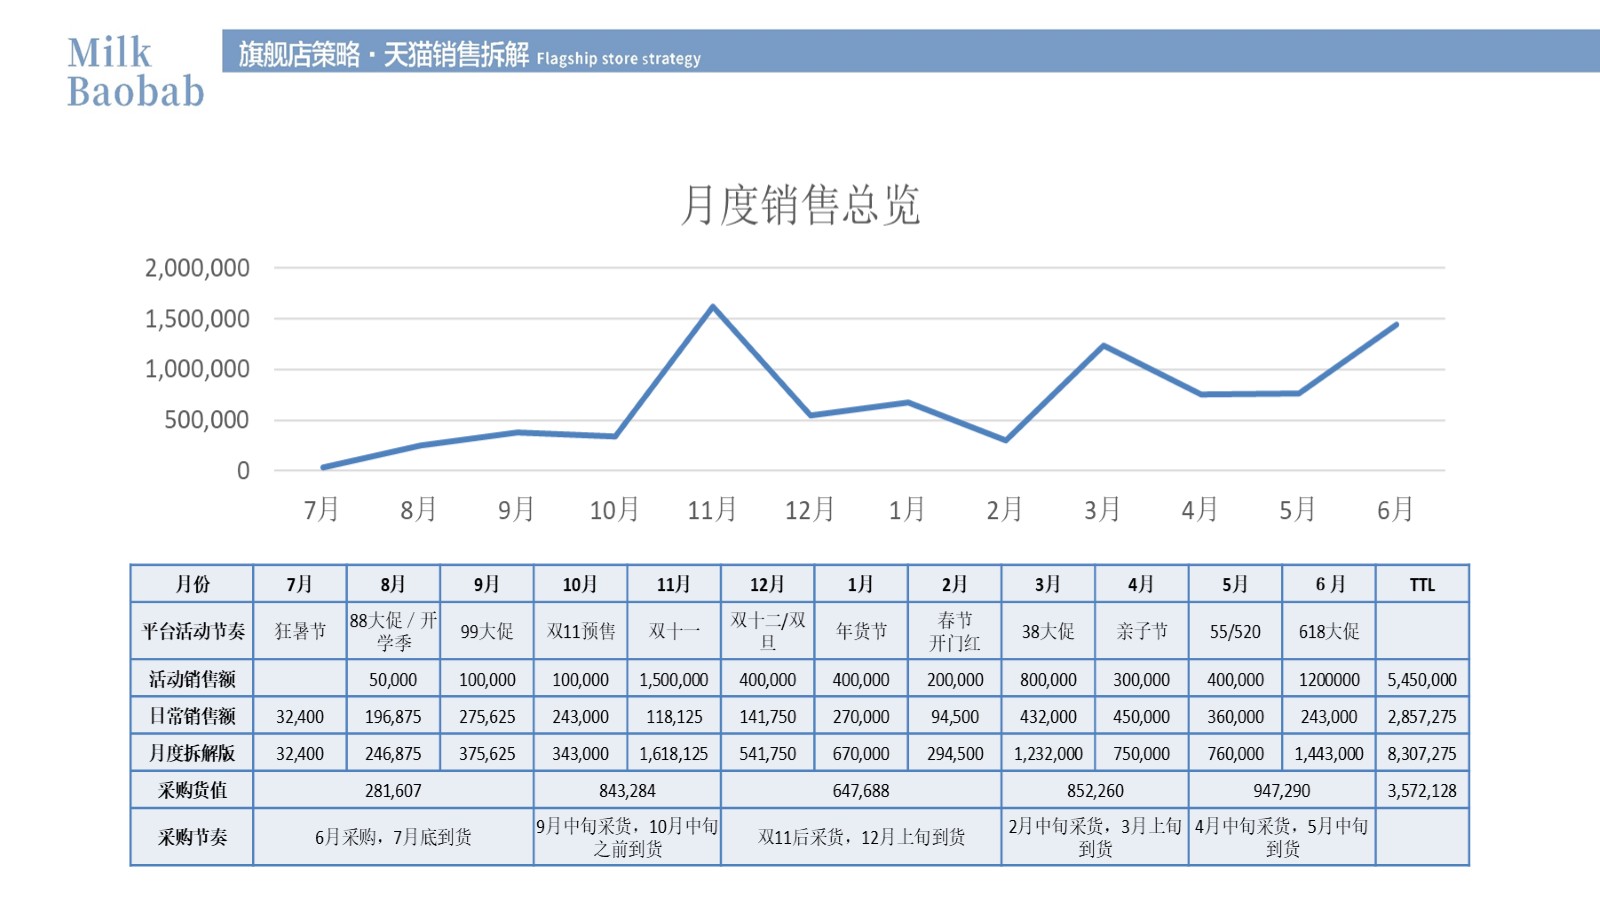 Milk
Baobab
旗舰店策略·天猫销售拆解 Flagship store strategy
月度销售总览
2,000,000
1,500,000
1,000,000
500,000
0
7月 8月 9月 10月 11月 12月 1月 2月 3月 4月 5月 6月
月份 7月 8月 9月 10月 11月 12月 1月 2月 3月 4月 5月 6 月 TTL
平台活动节奏 狂暑节 88大促 / 开学季 99大促 双11预售 双十一 双十二/双旦 年货节 春节 开门红 38大促 亲子节 55/520 618大促
活动销售额 50,000 100,000 100,000 1,500,000 400,000 400,000 200,000 800,000 300,000 400,000 1200000 5,450,000
日常销售额 32,400 196,875 275,625 243,000 118,125 141,750 270,000 94,500 432,000 450,000 360,000 243,000 2,857,275
月度拆解版 32,400 246,875 375,625 343,000 1,618,125 541,750 670,000 294,500 1,232,000 750,000 760,000 1,443,000 8,307,275
采购货值 281,607 843,284 647,688 852,260 947,290 3,572,128
采购节奏 6月采购，7月底到货 9月中旬采货，10月中旬之前到货 双11后采货，12月上旬到货 2月中旬采货，3月上旬到货 4月中旬采货，5月中旬到货